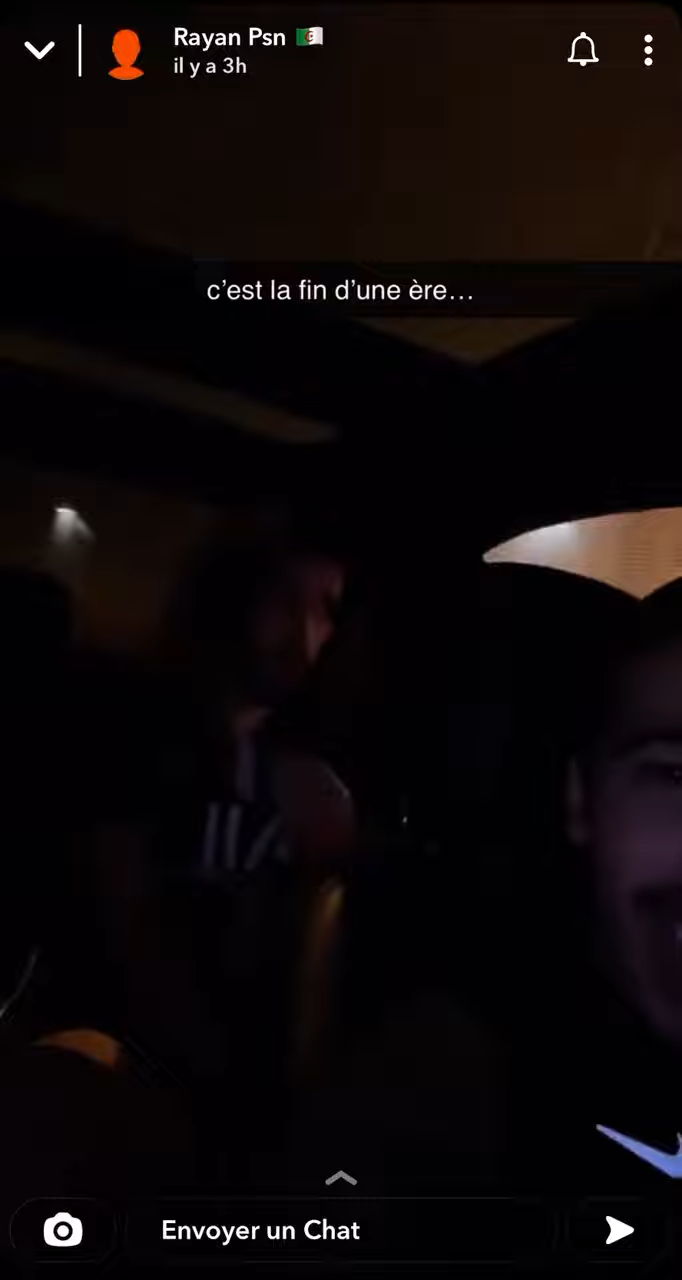 Rayan Psn 🇩🇿
il y a 3h
c’est la fin d’une ère…
Envoyer un Chat